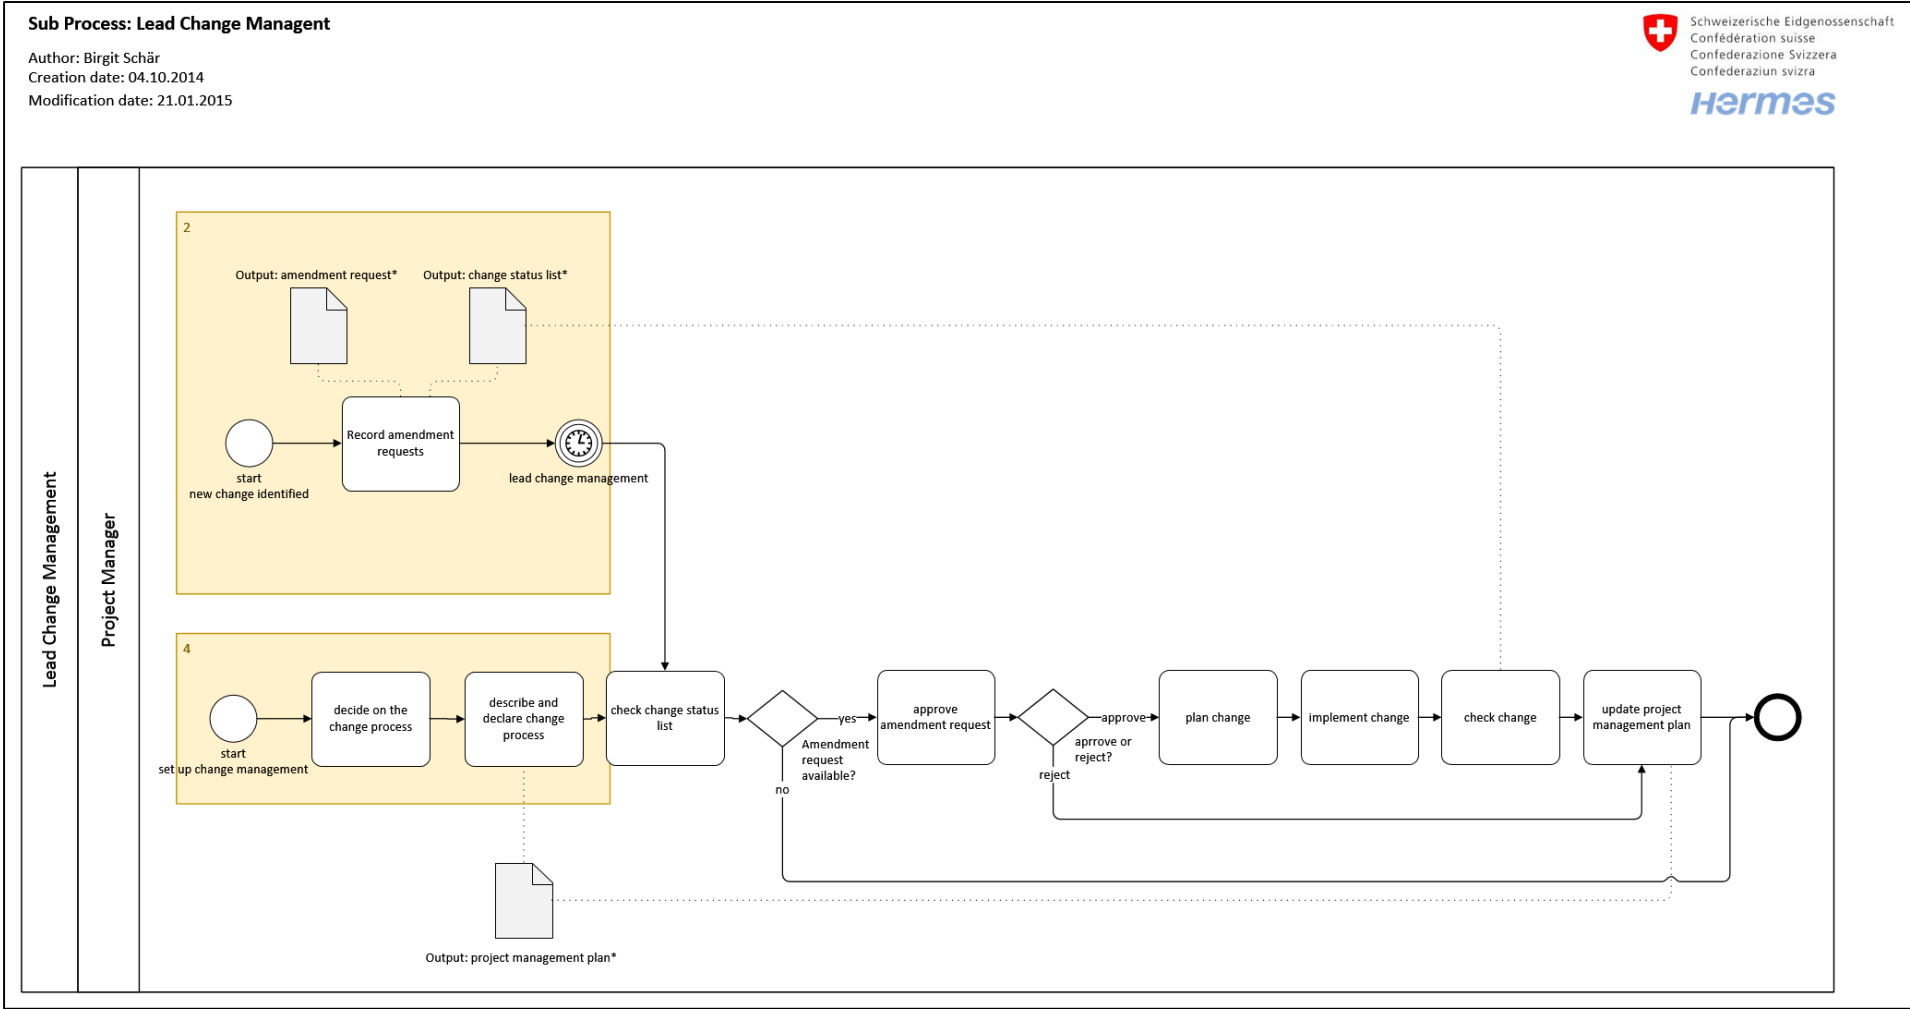 Sub Process: Lead Change Managent
Author: Birgit Schär
Creation date: 04.10.2014
Modification date: 21.01.2015
Schweizerische Eidgenossenschaft
Confédération suisse
Confederazione Svizzera
Confederaziun svizra
Hermes
Lead Change Management
Project Manager
2
Output: amendment request*
Output: change status list*
Record amendment
requests
start
new change identified
lead change management
4
start
set up change management
decide on the
change process
describe and
declare change
process
check change status
list
yes
Amendment
request
available?
no
approve
amendment request
approve
aprrove or
reject?
reject
plan change
implement change
check change
update project
management plan
Output: project management plan*